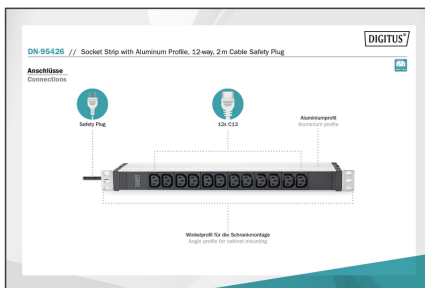 DIGITUS®
DN-95426 // Socket Strip with Aluminum Profile, 12-way, 2 m Cable Safety Plug
Anschlüsse
Connections
Safety Plug
12x C13
Aluminiumprofil
Aluminium profile
Winkelprofil für die Schrankmontage
Angle profile for cabinet mounting